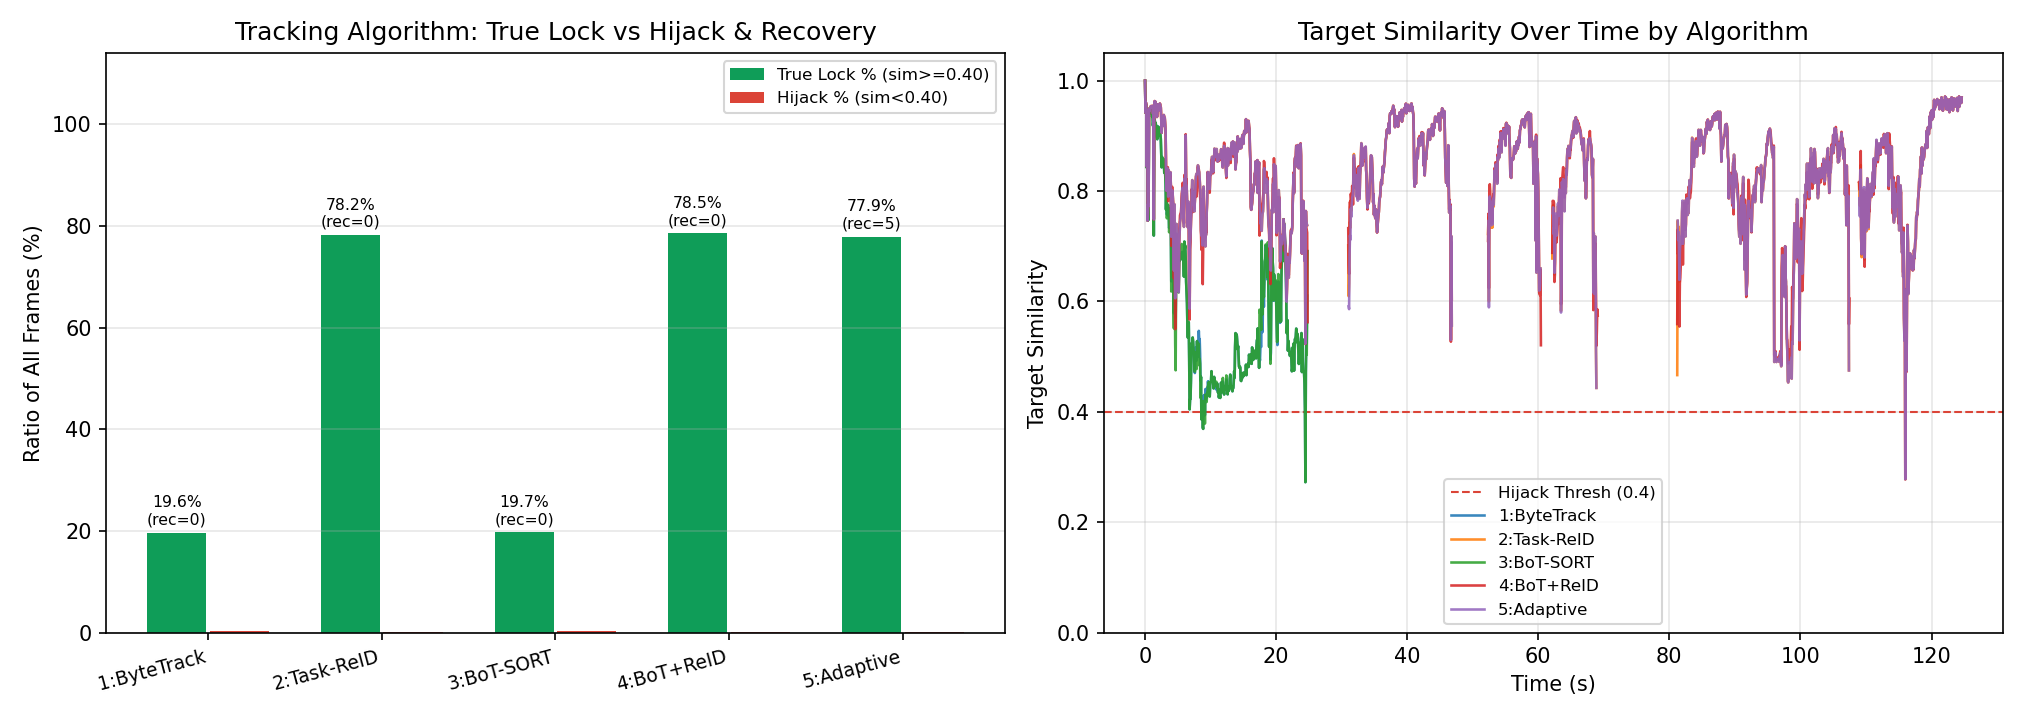 Tracking Algorithm: True Lock vs Hijack & Recovery
True Lock % (sim>=0.40)
Hijack % (sim<0.40)
Ratio of All Frames (%)
100
80
60
40
20
0
19.6%
(rec=0)
78.2%
(rec=0)
19.7%
(rec=0)
78.5%
(rec=0)
77.9%
(rec=5)
1:ByteTrack
2:Task-ReID
3:BoT-SORT
4:BoT+ReID
5:Adaptive
Target Similarity Over Time by Algorithm
Target Similarity
1.0
0.8
0.6
0.4
0.2
0.0
Hijack Thresh (0.4)
1:ByteTrack
2:Task-ReID
3:BoT-SORT
4:BoT+ReID
5:Adaptive
0
20
40
60
80
100
120
Time (s)